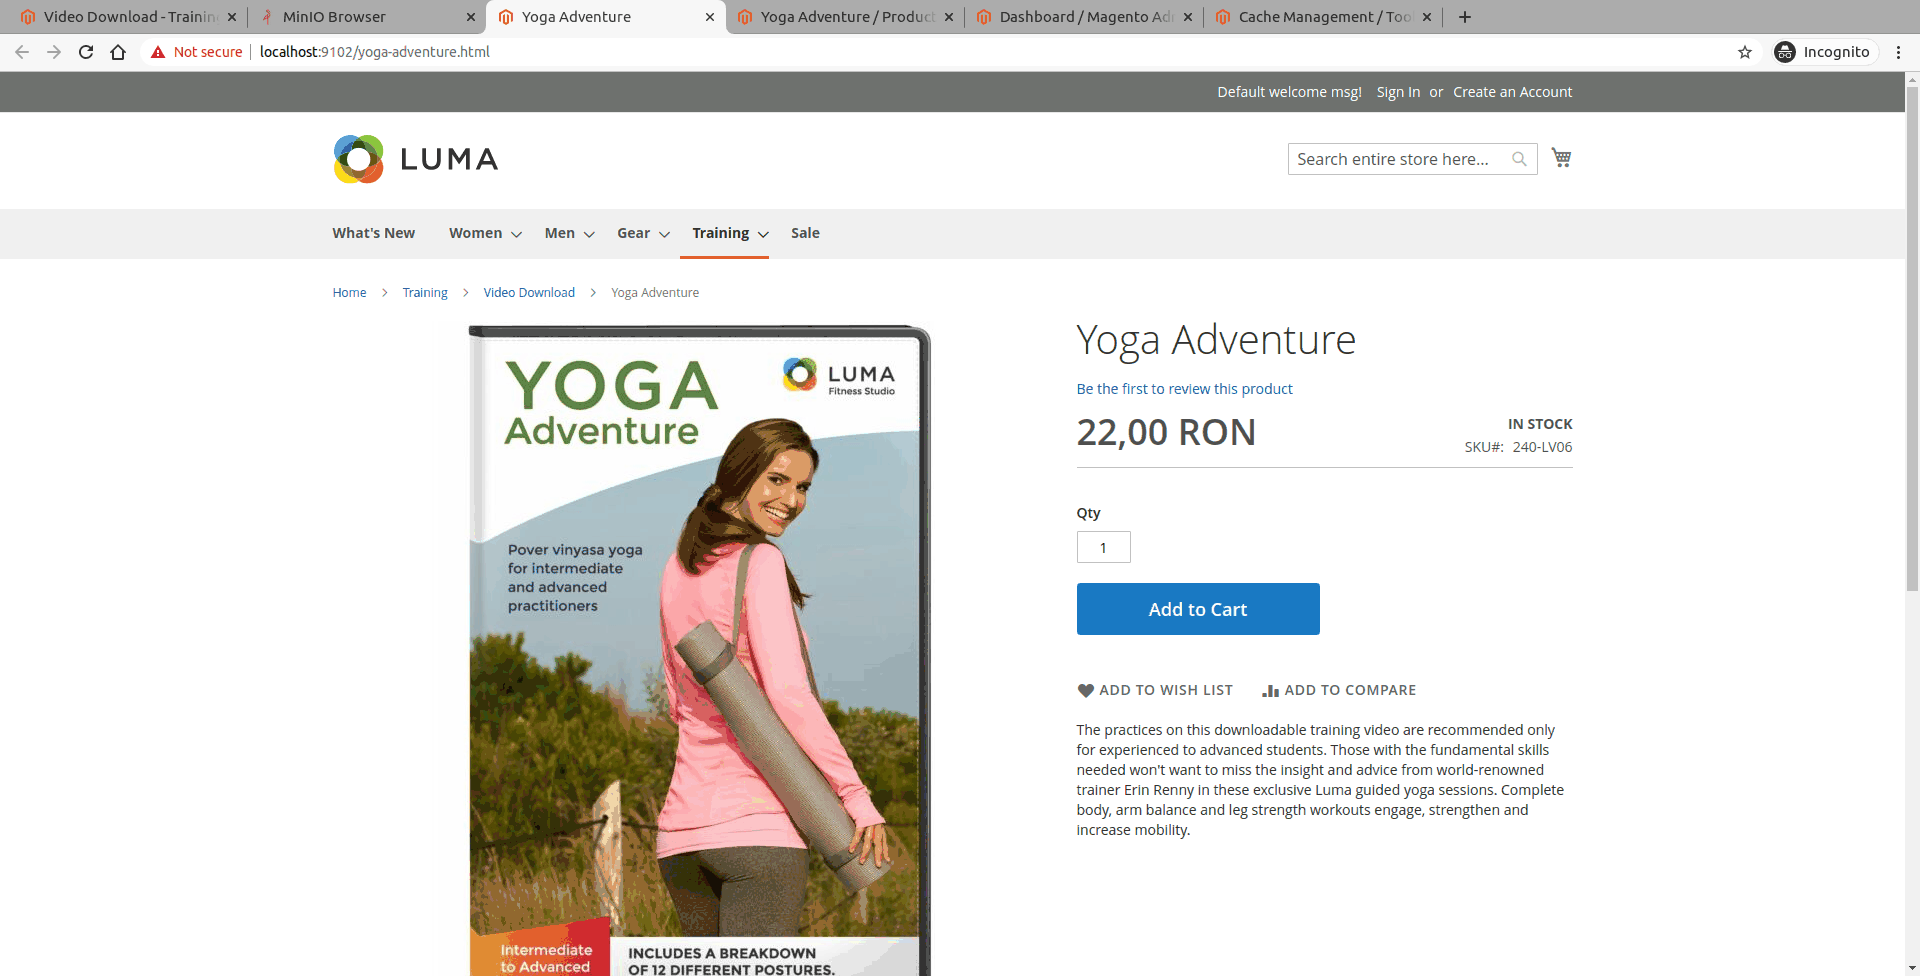 Video Download - Trainin
MinIO Browser
Yoga Adventure
Yoga Adventure / Product
Dashboard / Magento Ad
Cache Management / Too
Not secure
localhost:9102/yoga-adventure.html
Incognito
Default welcome msg! Sign In or Create an Account
LUMA
Search entire store here...
What's New Women Men Gear Training Sale
Home > Training > Video Download > Yoga Adventure
YOGA
Adventure
LUMA
Fitness Studio
Pover vinyasa yoga
for intermediate
and advanced
practitioners
Intermediate
to Advanced
INCLUDES A BREAKDOWN
OF 12 DIFFERENT POSTURES.
Yoga Adventure
Be the first to review this product
22,00 RON
IN STOCK
SKU#: 240-LV06
Qty
1
Add to Cart
ADD TO WISH LIST
ADD TO COMPARE
The practices on this downloadable training video are recommended only
for experienced to advanced students. Those with the fundamental skills
needed won't want to miss the insight and advice from world-renowned
trainer Erin Renny in these exclusive Luma guided yoga sessions. Complete
body, arm balance and leg strength workouts engage, strengthen and
increase mobility.